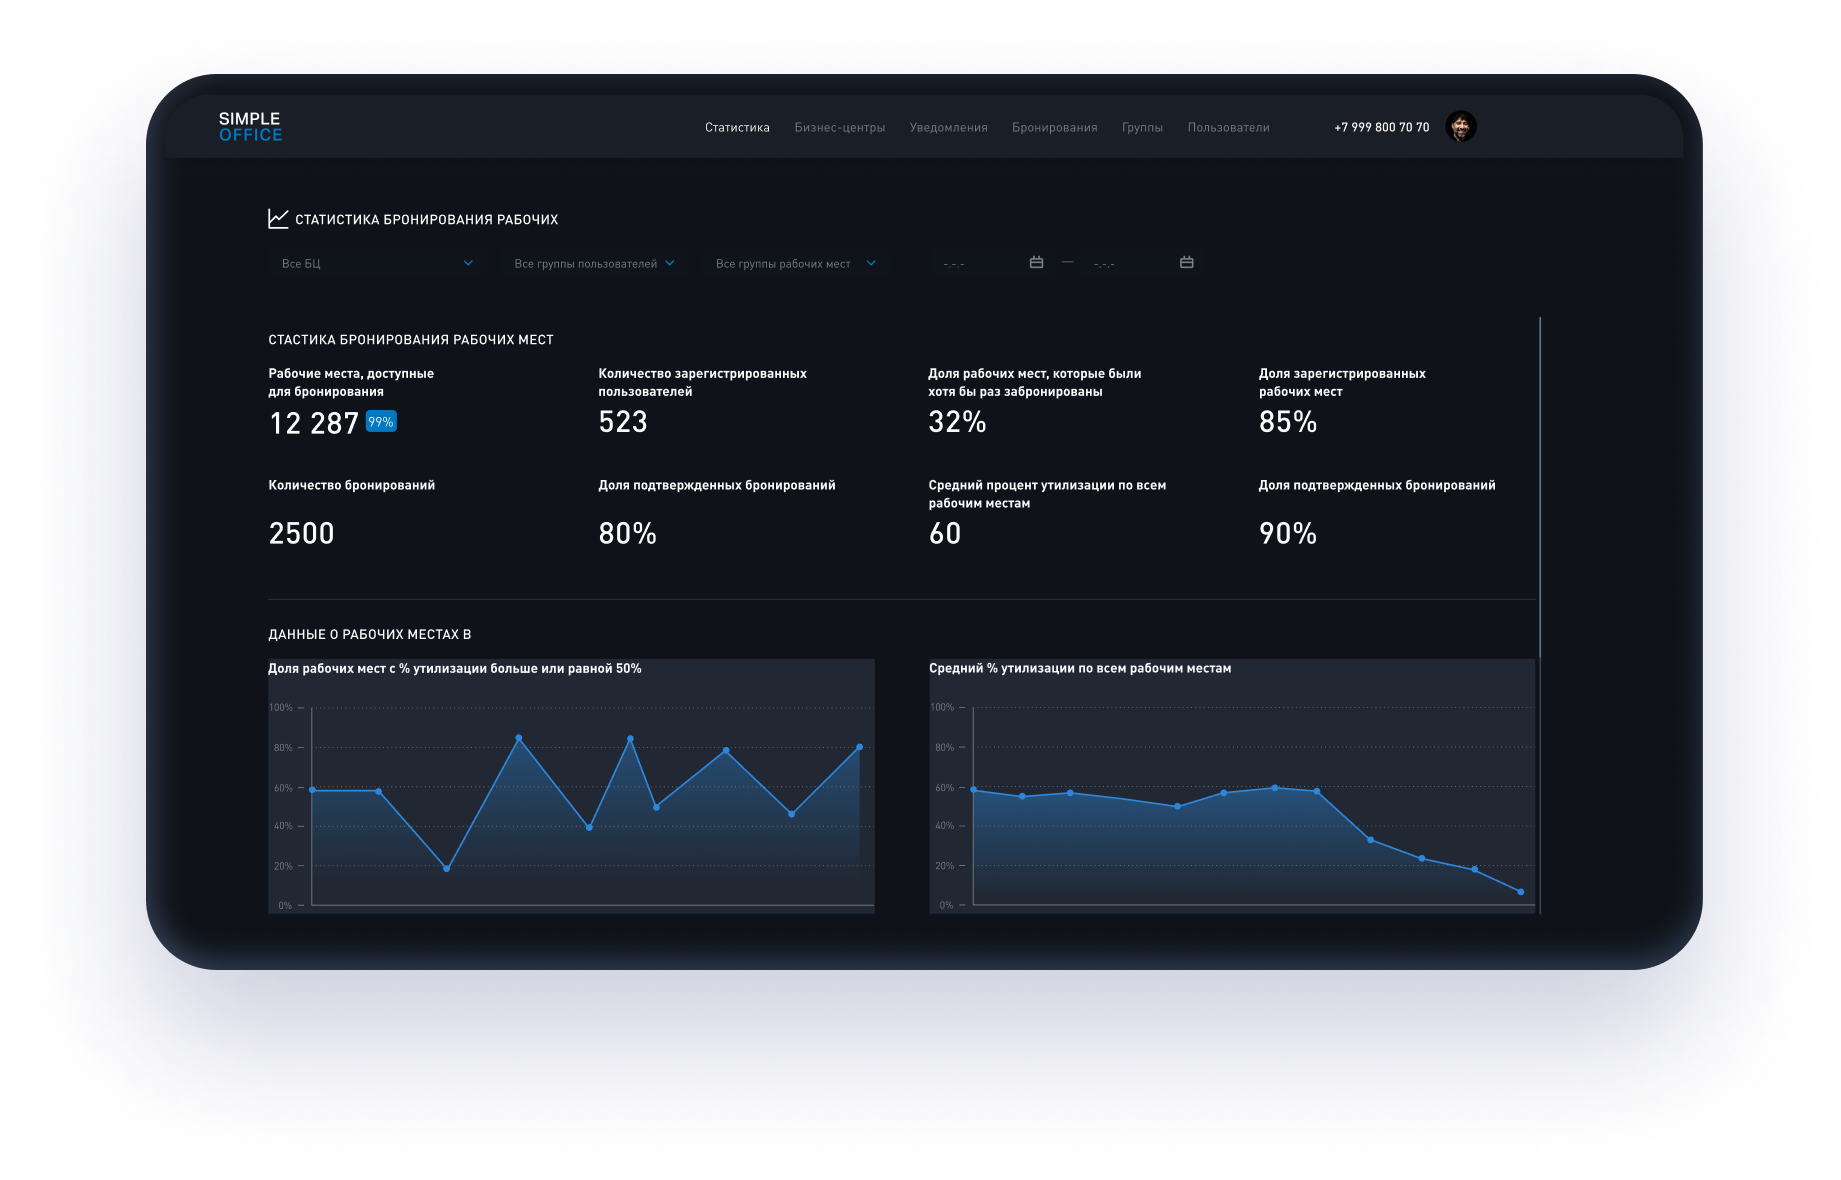 SIMPLE
OFFICE
Статистика Бизнес-центры Уведомления Бронирования Группы Пользователи +7 999 800 70 70
СТАТИСТИКА БРОНИРОВАНИЯ РАБОЧИХ
Все БЦ Все группы пользователей Все группы рабочих мест -.-.- — -.-.-
СТАСТИКА БРОНИРОВАНИЯ РАБОЧИХ МЕСТ
Рабочие места, доступные
для бронирования
12 287 99%
Количество зарегистрированных
пользователей
523
Доля рабочих мест, которые были
хотя бы раз забронированы
32%
Доля зарегистрированных
рабочих мест
85%
Количество бронирований
2500
Доля подтвержденных бронирований
80%
Средний процент утилизации по всем
рабочим местам
60
Доля подтвержденных бронирований
90%
ДАННЫЕ О РАБОЧИХ МЕСТАХ В
Доля рабочих мест с % утилизации больше или равной 50%
100%
80%
60%
40%
20%
0%
Средний % утилизации по всем рабочим местам
100%
80%
60%
40%
20%
0%